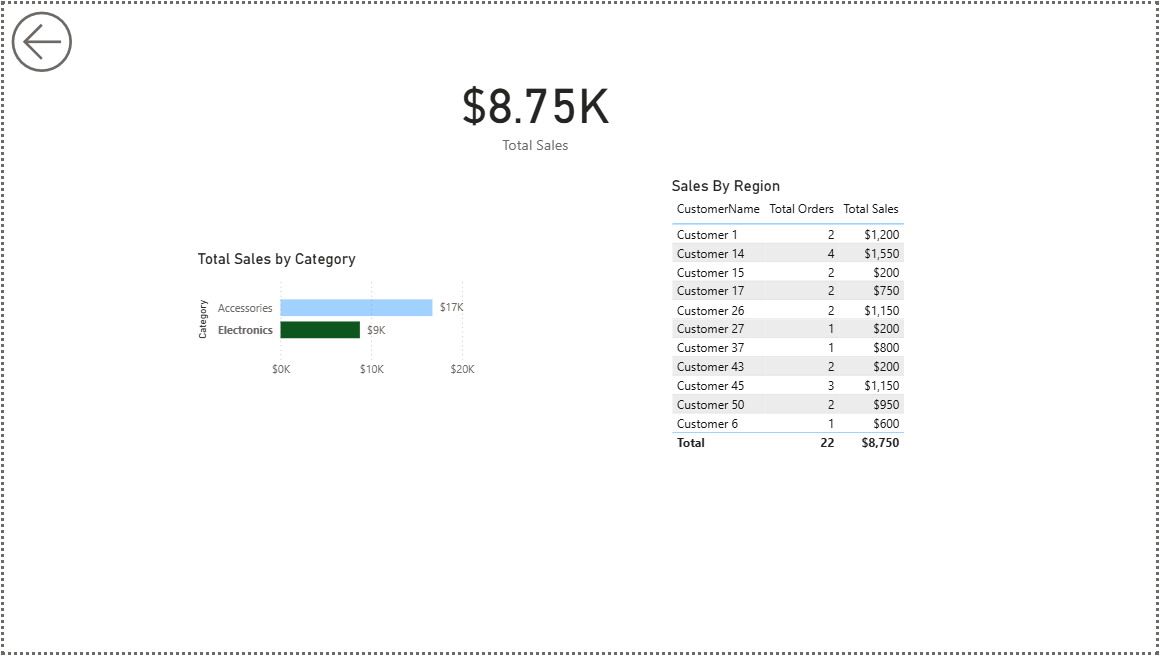 $8.75K
Total Sales
Sales By Region
CustomerName Total Orders Total Sales
Customer 1 2 $1,200
Customer 14 4 $1,550
Customer 15 2 $200
Customer 17 2 $750
Customer 26 2 $1,150
Customer 27 1 $200
Customer 37 1 $800
Customer 43 2 $200
Customer 45 3 $1,150
Customer 50 2 $950
Customer 6 1 $600
Total 22 $8,750
Total Sales by Category
Category
Accessories $17K
Electronics $9K
$0K $10K $20K